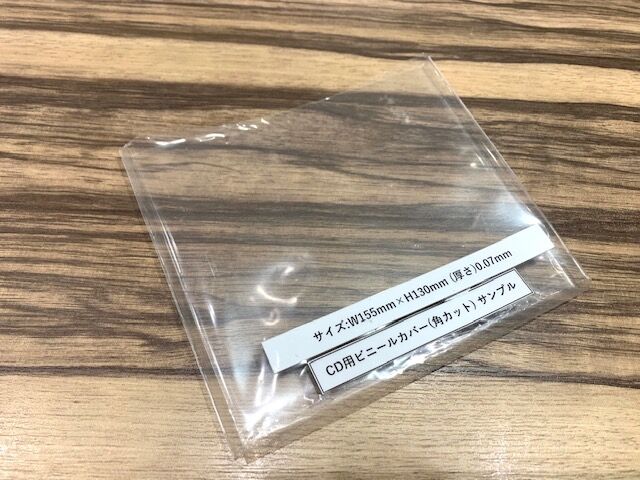 サイズ:W155mm×H130mm (厚さ)0.07mm
CD用ビニールカバー(角カット) サンプル